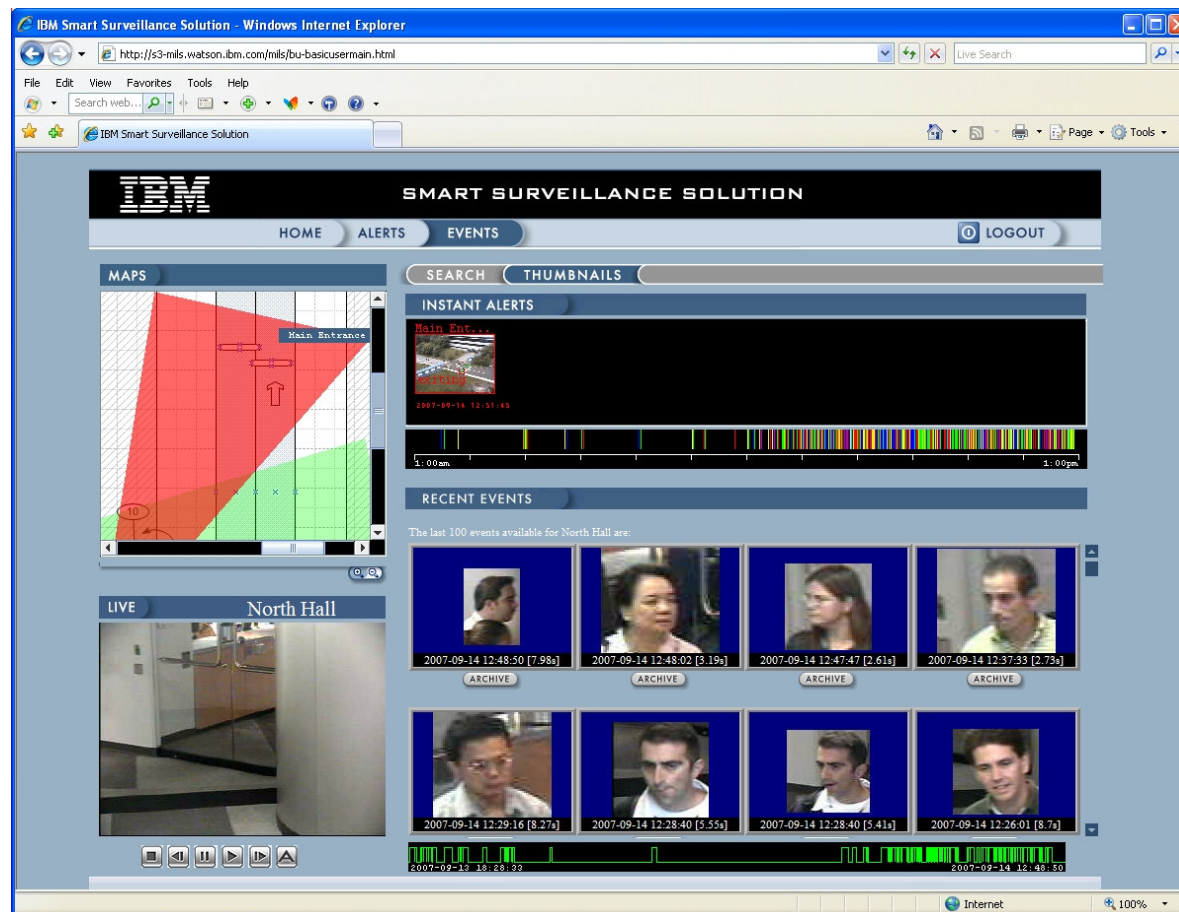 IBM Smart Surveillance Solution - Windows Internet Explorer
http://s3-mils.watson.ibm.com/mils/bu-basicusermain.html
Live Search
File Edit View Favorites Tools Help
Search web...
IBM Smart Surveillance Solution
Page Tools
IBM
SMART SURVEILLANCE SOLUTION
HOME ALERTS EVENTS LOGOUT
MAPS
SEARCH THUMBNAILS
INSTANT ALERTS
Main Entrance
Main Ent...
exiting
2007-09-14 12:51:45
1:00am 1:00pm
10
RECENT EVENTS
The last 100 events available for North Hall are:
LIVE North Hall
2007-09-14 12:48:50 [7.98s] 2007-09-14 12:48:02 [3.19s] 2007-09-14 12:47:47 [2.61s] 2007-09-14 12:37:33 [2.73s]
ARCHIVE ARCHIVE ARCHIVE ARCHIVE
2007-09-14 12:29:16 [8.27s] 2007-09-14 12:28:40 [5.55s] 2007-09-14 12:28:40 [5.41s] 2007-09-14 12:26:01 [8.7s]
2007-09-13 18:28:33 2007-09-14 12:48:50
Internet 100%